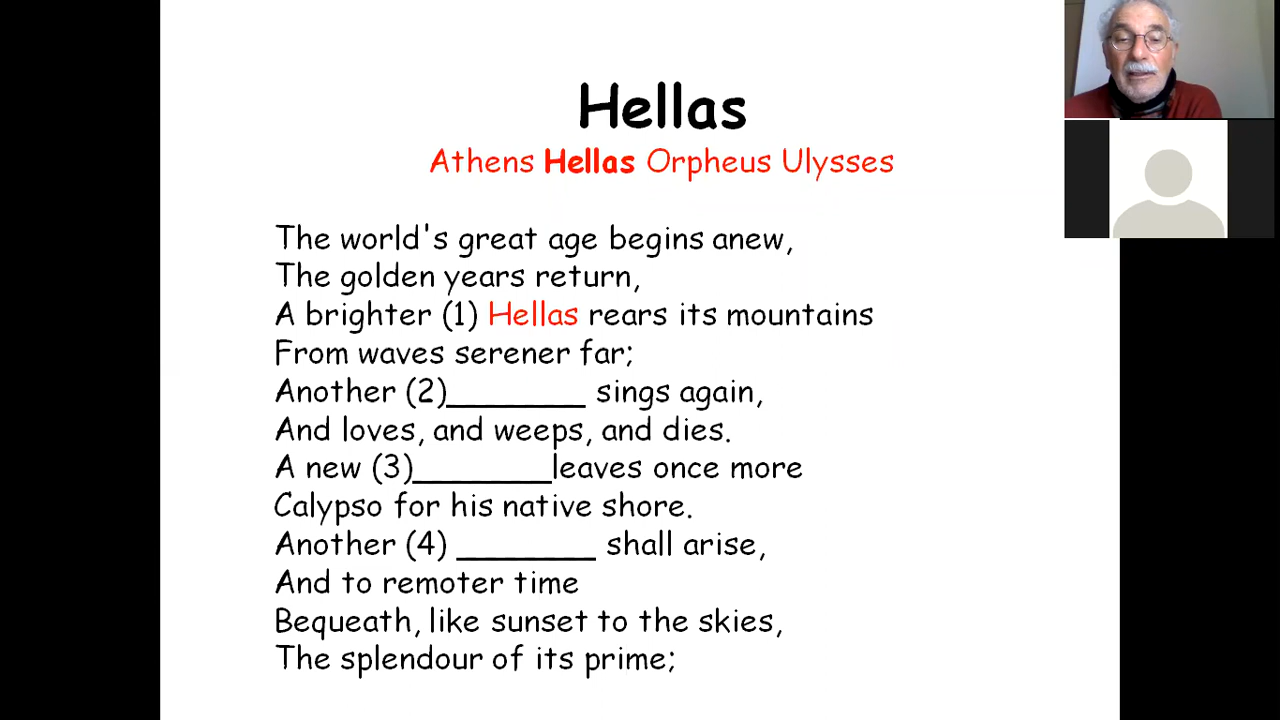 Hellas
Athens Hellas Orpheus Ulysses
The world's great age begins anew,
The golden years return,
A brighter (1) Hellas rears its mountains
From waves serener far;
Another (2)_______ sings again,
And loves, and weeps, and dies.
A new (3)_______leaves once more
Calypso for his native shore.
Another (4) _______ shall arise,
And to remoter time
Bequeath, like sunset to the skies,
The splendour of its prime;